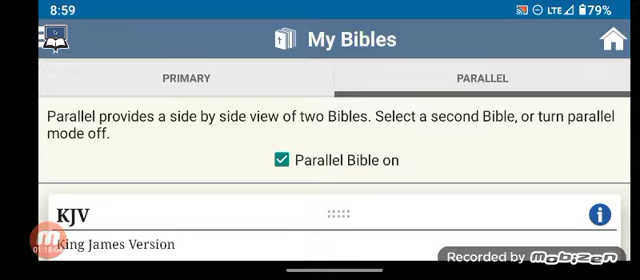 8:59
LTE 79%
My Bibles
PRIMARY
PARALLEL
Parallel provides a side by side view of two Bibles. Select a second Bible, or turn parallel
mode off.
Parallel Bible on
KJV
King James Version
Recorded by Mobizen